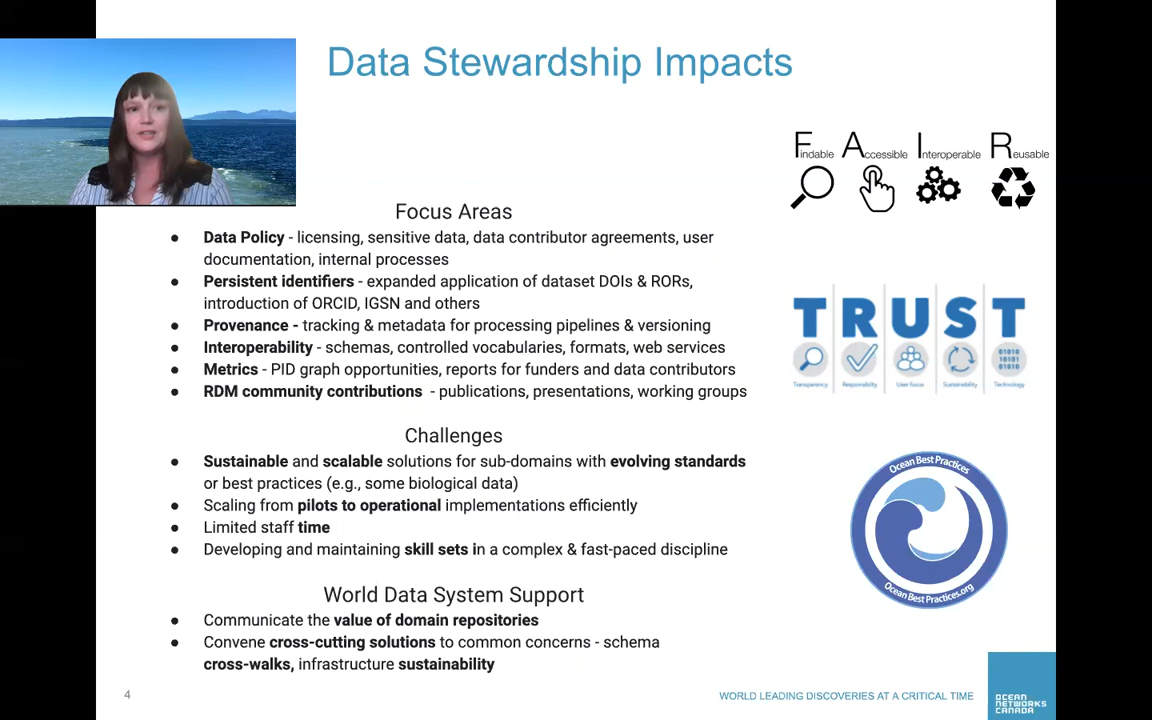 Data Stewardship Impacts
Findable Accessible Interoperable Reusable
Focus Areas
● Data Policy - licensing, sensitive data, data contributor agreements, user
documentation, internal processes
● Persistent identifiers - expanded application of dataset DOIs & RORs,
introduction of ORCID, IGSN and others
● Provenance - tracking & metadata for processing pipelines & versioning
● Interoperability - schemas, controlled vocabularies, formats, web services
● Metrics - PID graph opportunities, reports for funders and data contributors
● RDM community contributions - publications, presentations, working groups
TRUST
Transparency Responsibility User focus Sustainability Technology
Challenges
● Sustainable and scalable solutions for sub-domains with evolving standards
or best practices (e.g., some biological data)
● Scaling from pilots to operational implementations efficiently
● Limited staff time
● Developing and maintaining skill sets in a complex & fast-paced discipline
Ocean Best Practices
Ocean Best Practices.org
World Data System Support
● Communicate the value of domain repositories
● Convene cross-cutting solutions to common concerns - schema
cross-walks, infrastructure sustainability
4
WORLD LEADING DISCOVERIES AT A CRITICAL TIME
OCEAN
NETWORKS
CANADA